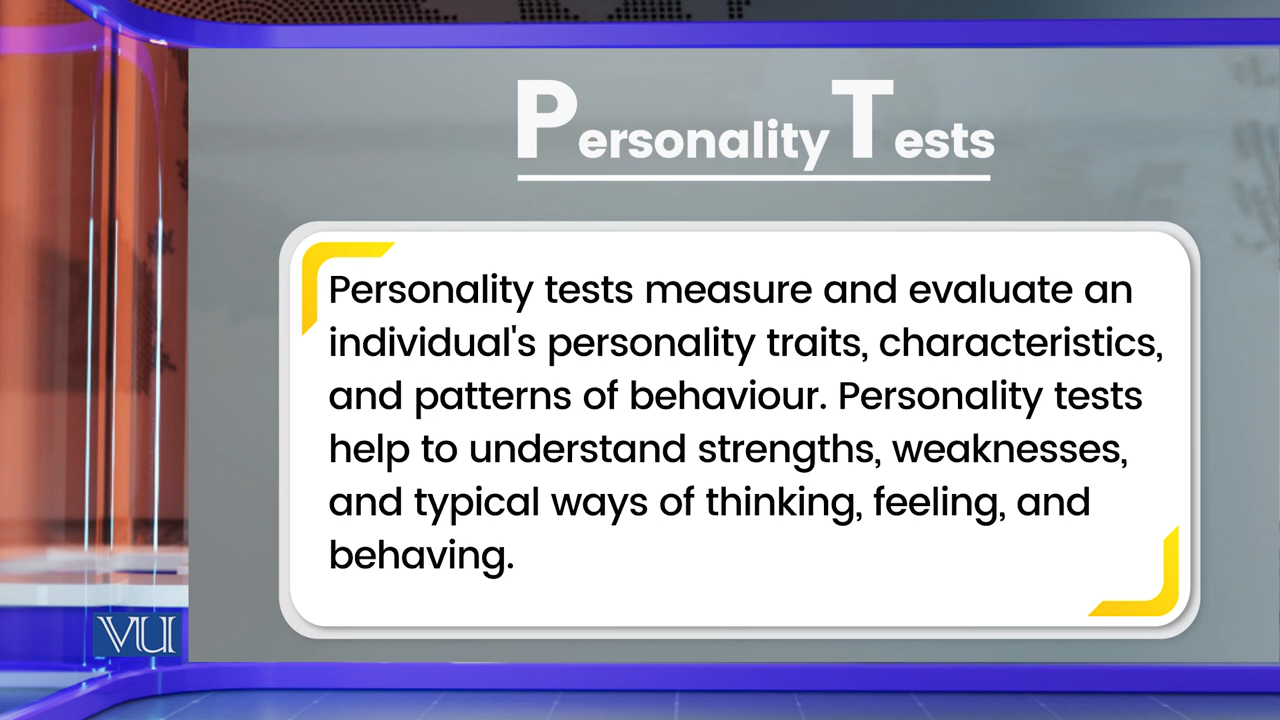 Personality Tests
Personality tests measure and evaluate an
individual's personality traits, characteristics,
and patterns of behaviour. Personality tests
help to understand strengths, weaknesses,
and typical ways of thinking, feeling, and
behaving.
VU